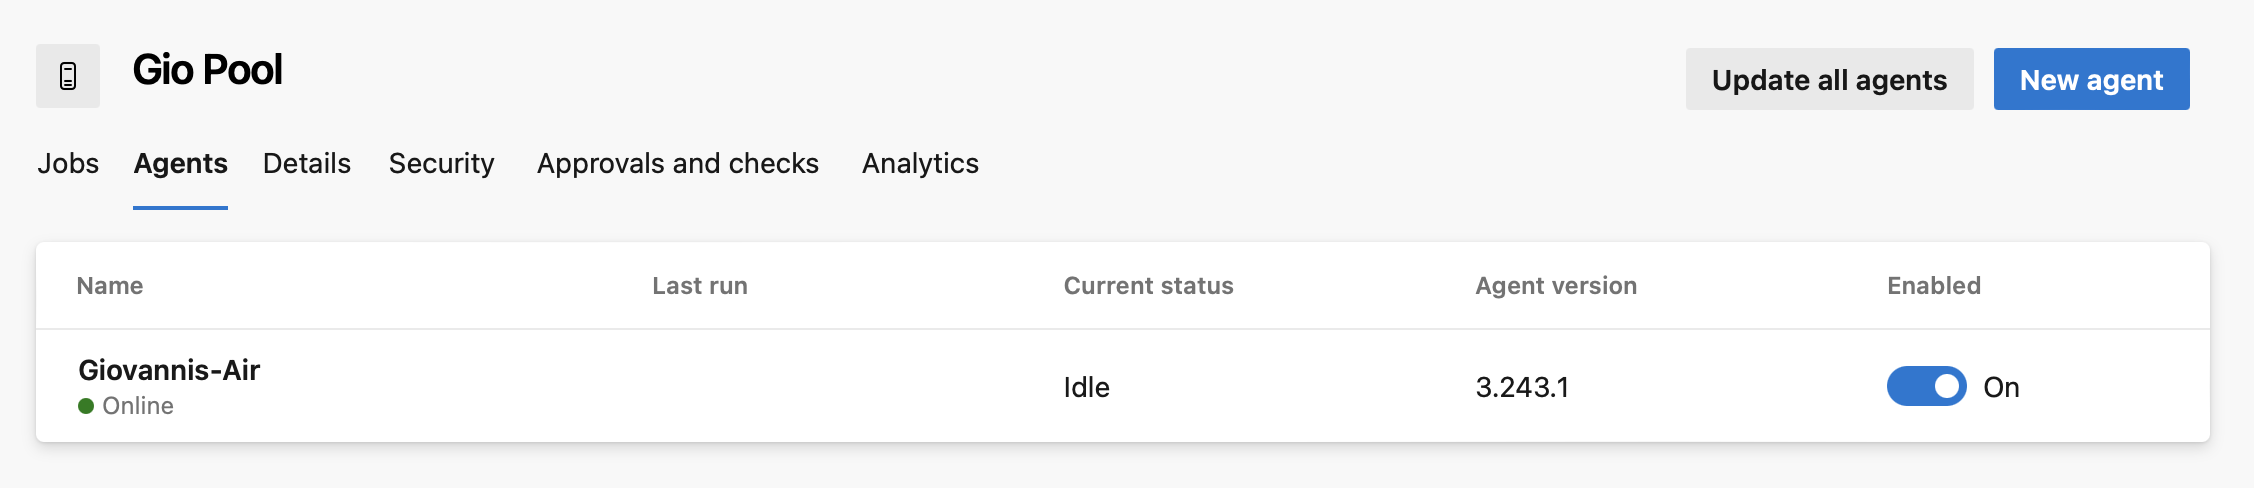 Gio Pool
Update all agents
New agent
Jobs Agents Details Security Approvals and checks Analytics
Name Last run Current status Agent version Enabled
Giovannis-Air
Online
Idle
3.243.1
On